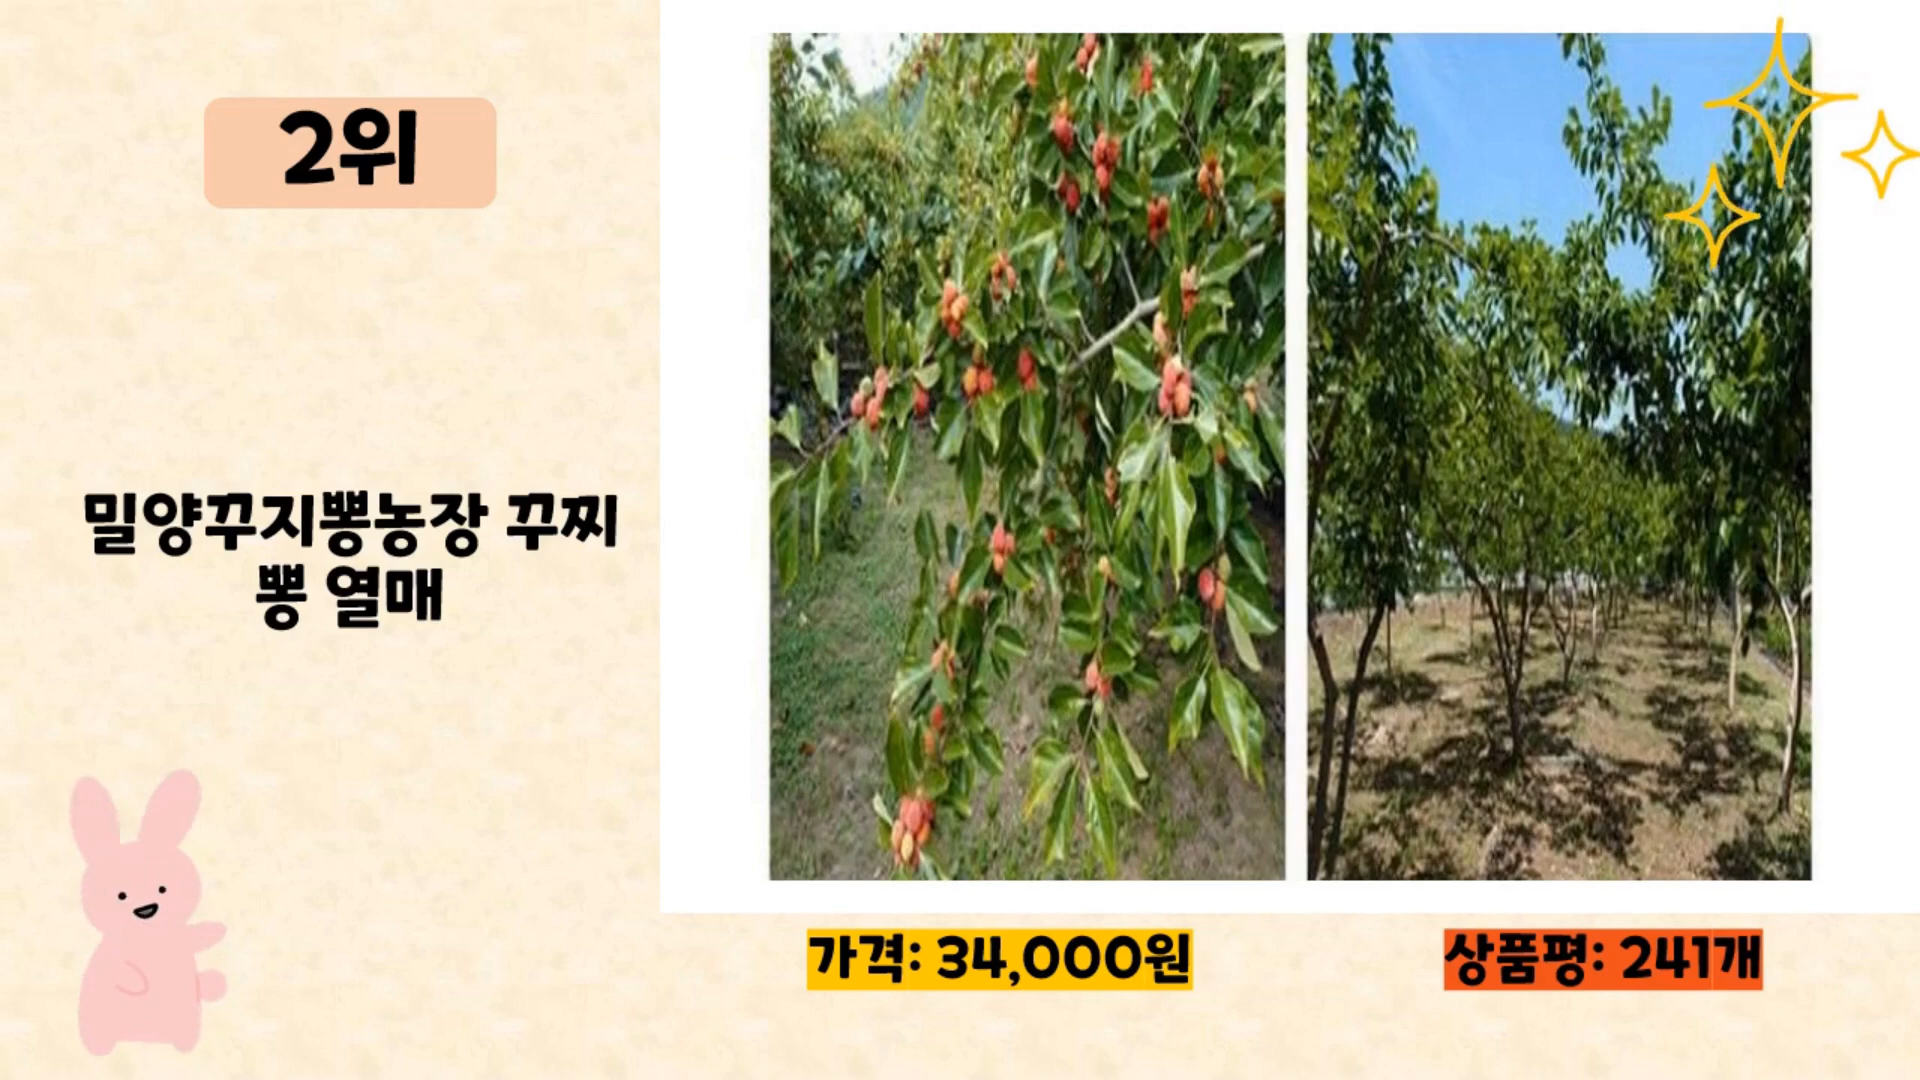 2위
밀양꾸지뽕농장 꾸찌
뽕 열매
가격: 34,000원
상품평: 241개